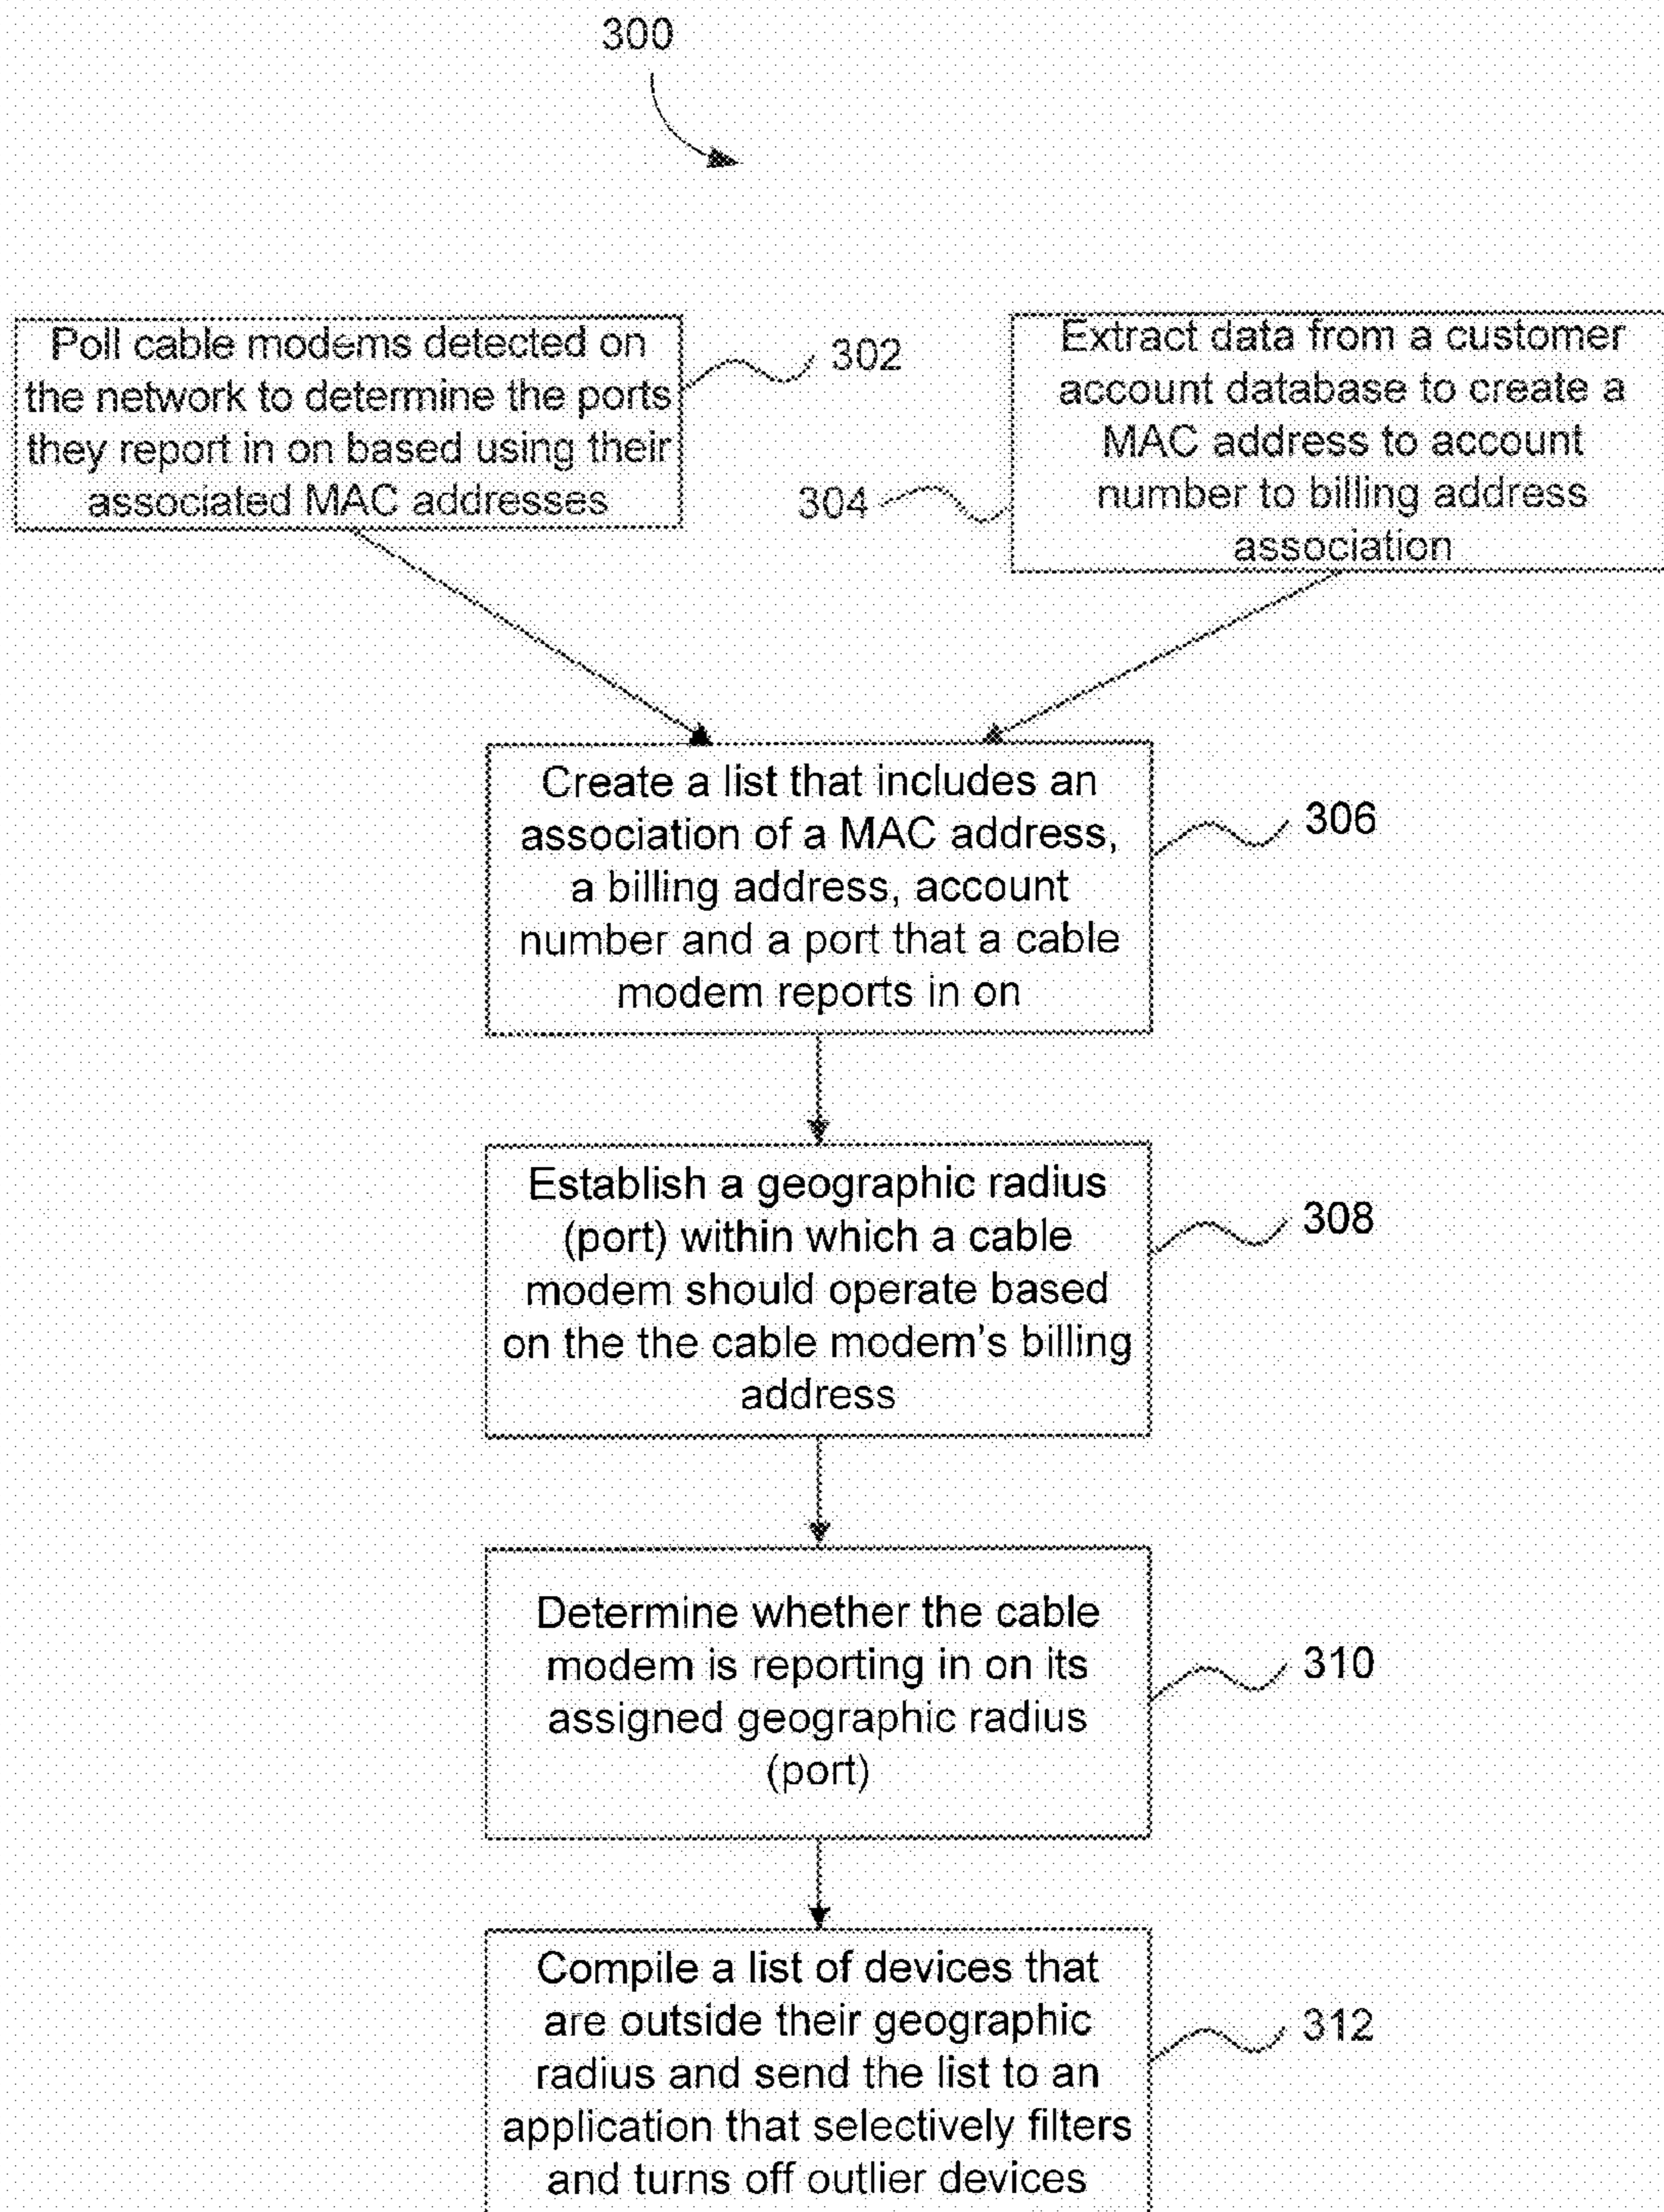 300
Poll cable modems detected on
the network to determine the ports
they report in on based using their
associated MAC addresses
302
Extract data from a customer
account database to create a
MAC address to account
number to billing address
association
304
Create a list that includes an
association of a MAC address,
a billing address, account
number and a port that a cable
modem reports in on
306
Establish a geographic radius
(port) within which a cable
modem should operate based
on the the cable modem's billing
address
308
Determine whether the cable
modem is reporting in on its
assigned geographic radius
(port)
310
Compile a list of devices that
are outside their geographic
radius and send the list to an
application that selectively filters
and turns off outlier devices
312